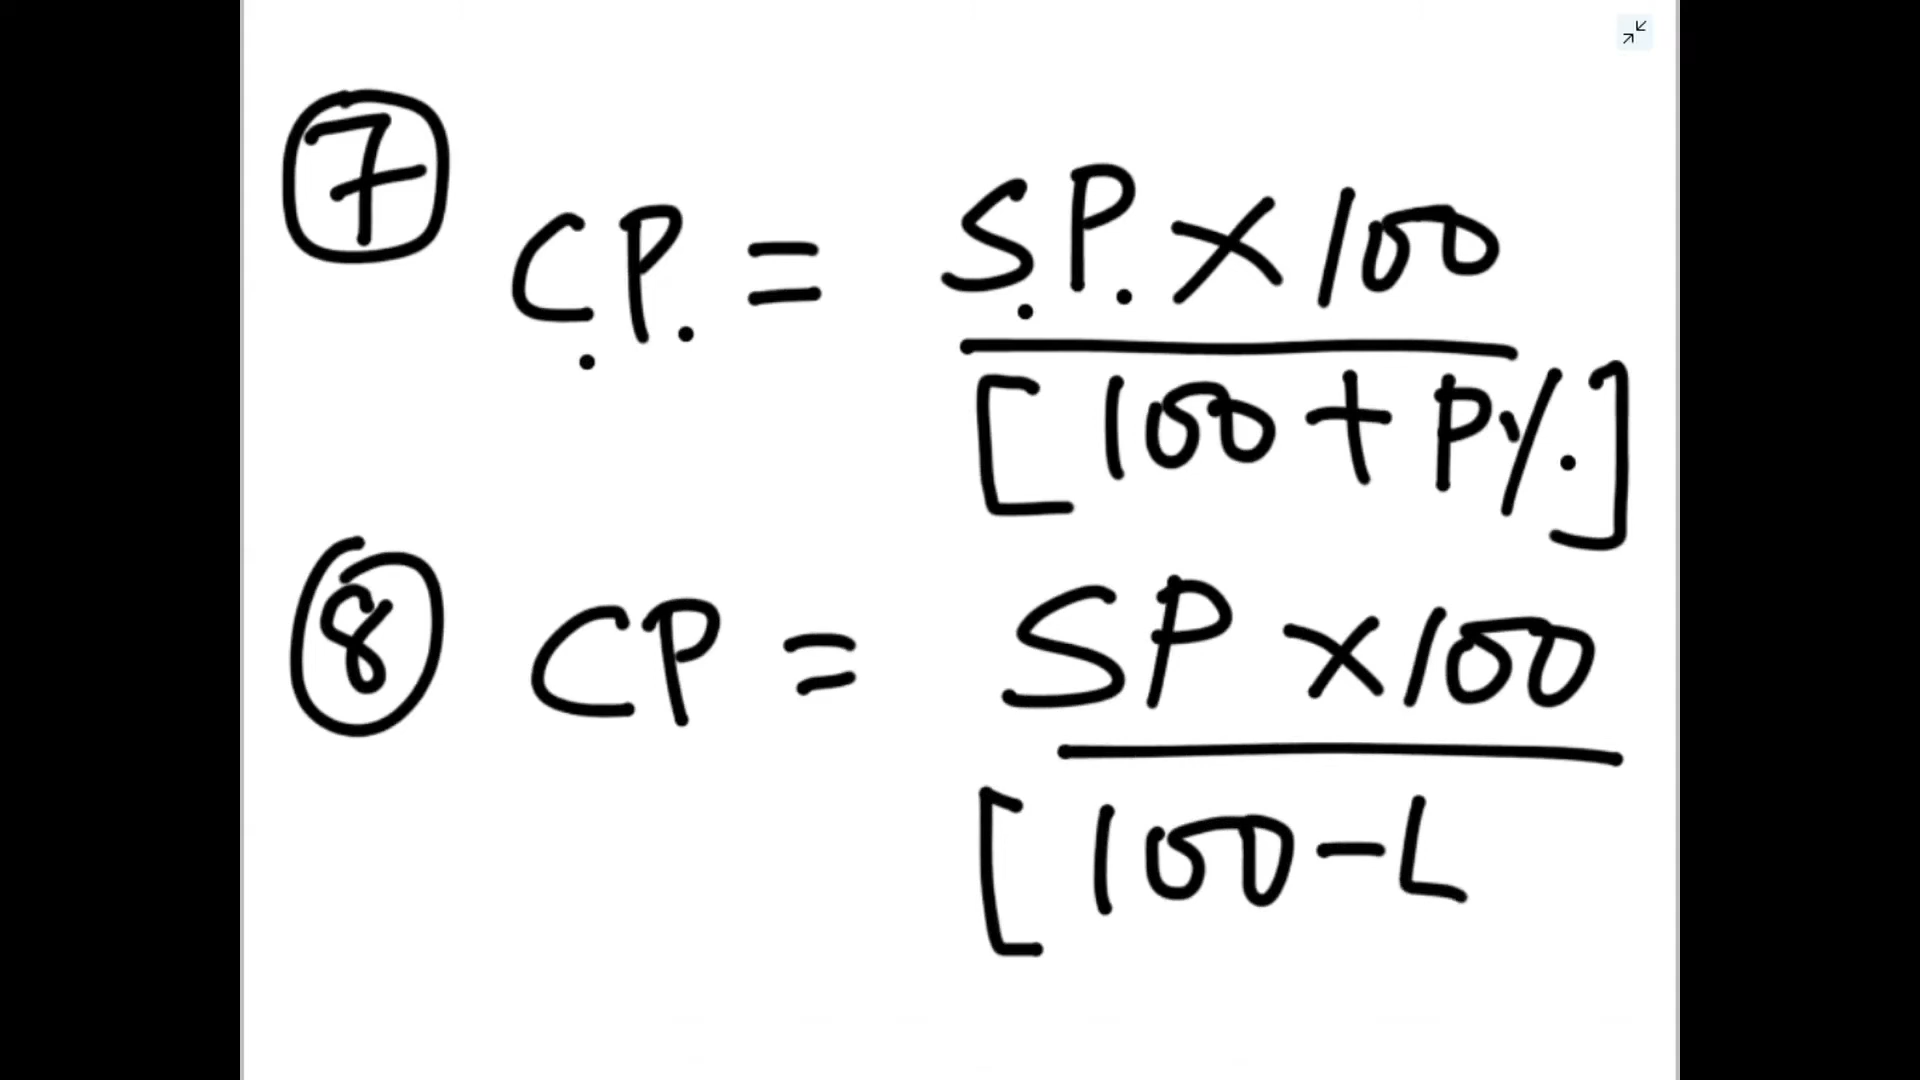 7 C.P. = S.P. × 100
[100 + P%]
8 CP = SP × 100
[100 - L